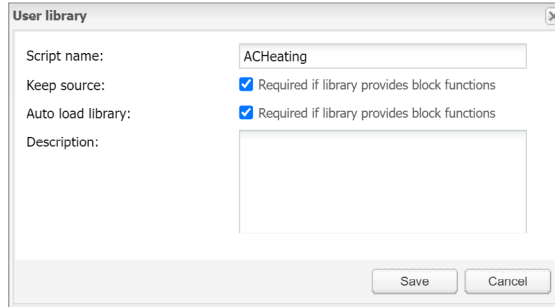 User library
Script name: ACHeating
Keep source: Required if library provides block functions
Auto load library: Required if library provides block functions
Description:
Save Cancel